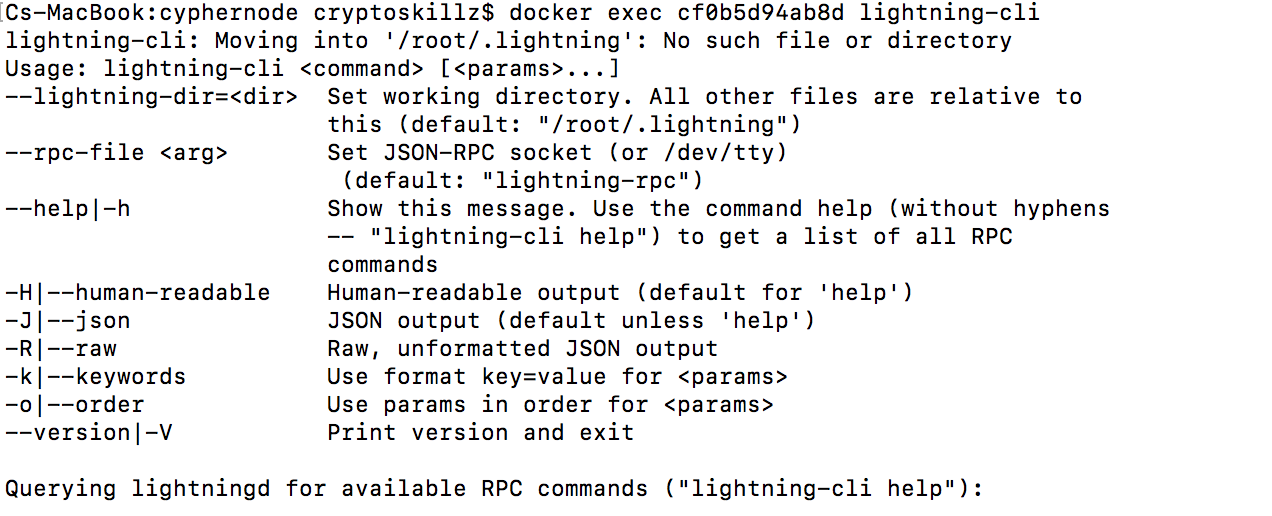 Cs-MacBook:cyphernode cryptoskillz$ docker exec cf0b5d94ab8d lightning-cli
lightning-cli: Moving into '/root/.lightning': No such file or directory
Usage: lightning-cli <command> [<params>...]
--lightning-dir=<dir>  Set working directory. All other files are relative to
                       this (default: "/root/.lightning")
--rpc-file <arg>       Set JSON-RPC socket (or /dev/tty)
                        (default: "lightning-rpc")
--help|-h              Show this message. Use the command help (without hyphens
                       -- "lightning-cli help") to get a list of all RPC
                       commands
-H|--human-readable    Human-readable output (default for 'help')
-J|--json              JSON output (default unless 'help')
-R|--raw               Raw, unformatted JSON output
-k|--keywords          Use format key=value for <params>
-o|--order             Use params in order for <params>
--version|-V           Print version and exit

Querying lightningd for available RPC commands ("lightning-cli help"):